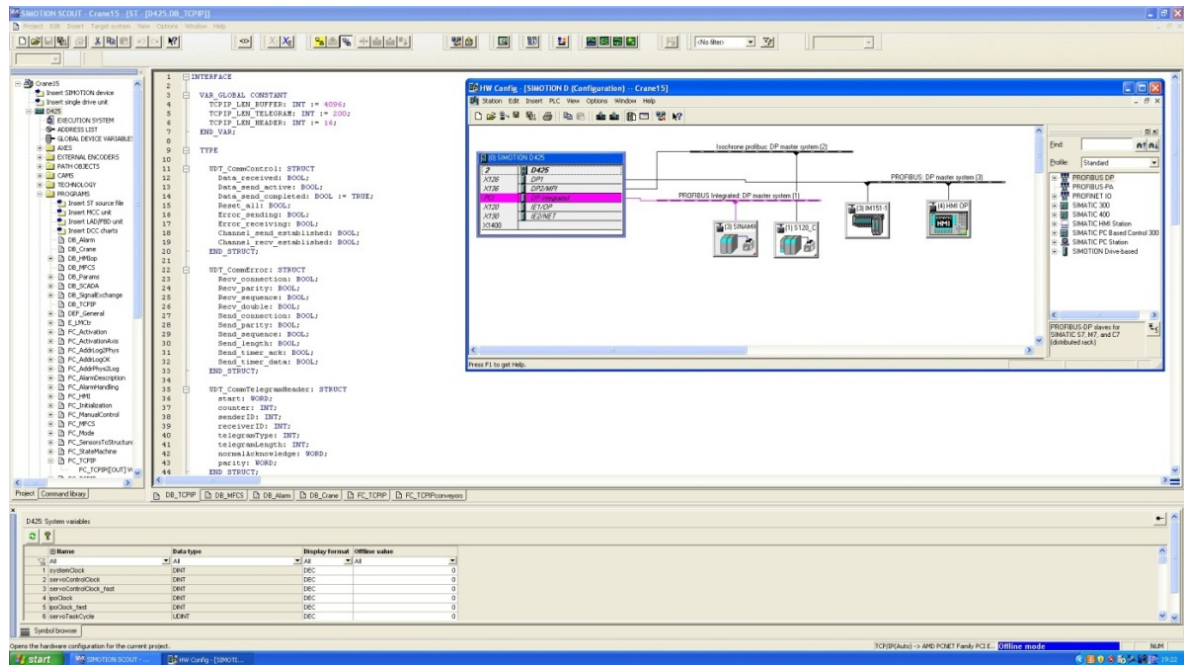 SIMOTION SCOUT - Crane15 - [ST - [D425.DB_TCPIP]]
Project Edit Insert Target system View Options Window Help
<No filter>
Crane15
Insert SIMOTION device
Insert single drive unit
D425
EXECUTION SYSTEM
ADDRESS LIST
GLOBAL DEVICE VARIABLES
AXES
EXTERNAL ENCODERS
PATH OBJECTS
CAMS
TECHNOLOGY
PROGRAMS
Insert ST source file
Insert MCC unit
Insert LAD/FBD unit
Insert DCC charts
DB_Alarm
DB_Crane
DB_HMIop
DB_MFCS
DB_Params
DB_SCADA
DB_SignalExchange
DB_TCPIP
DEF_General
E_LMCtr
FC_Activation
FC_ActivationAxis
FC_AddrLog2Phys
FC_AddrLogOK
FC_AddrPhys2Log
FC_AlarmDescription
FC_AlarmHandling
FC_HMI
FC_Initialization
FC_ManualControl
FC_MFCS
FC_Mode
FC_SensorsToStructure
FC_StateMachine
FC_TCPIP
FC_TCPIP[OUT]
Project Command library
1 INTERFACE
2
3 VAR_GLOBAL CONSTANT
4 TCPIP_LEN_BUFFER: INT := 4096;
5 TCPIP_LEN_TELEGRAM: INT := 200;
6 TCPIP_LEN_HEADER: INT := 16;
7 END_VAR;
8
9 TYPE
10
11 UDT_CommControl: STRUCT
12 Data_received: BOOL;
13 Data_send_active: BOOL;
14 Data_send_completed: BOOL := TRUE;
15 Reset_all: BOOL;
16 Error_sending: BOOL;
17 Error_receiving: BOOL;
18 Channel_send_established: BOOL;
19 Channel_recv_established: BOOL;
20 END_STRUCT;
21
22 UDT_CommError: STRUCT
23 Recv_connection: BOOL;
24 Recv_parity: BOOL;
25 Recv_sequence: BOOL;
26 Recv_double: BOOL;
27 Send_connection: BOOL;
28 Send_parity: BOOL;
29 Send_sequence: BOOL;
30 Send_length: BOOL;
31 Send_timer_ack: BOOL;
32 Send_timer_data: BOOL;
33 END_STRUCT;
34
35 UDT_CommTelegramHeader: STRUCT
36 start: WORD;
37 counter: INT;
38 senderID: INT;
39 receiverID: INT;
40 telegramType: INT;
41 telegramLength: INT;
42 normalAcknowledge: WORD;
43 parity: WORD;
44 END STRUCT;
DB_TCPIP DB_MFCS DB_Alarm DB_Crane FC_TCPIP FC_TCPIPconveyors
HW Config - [SIMOTION D (Configuration) -- Crane15]
Station Edit Insert PLC View Options Window Help
(0) SIMOTION D425
2 D425
X126 DP1
X136 DP2/MPI
PCI DP Integrated
X120 IE1/OP
X130 IE2/NET
X1400
Isochrone profibus: DP master system (2)
PROFIBUS Integrated: DP master system (1)
PROFIBUS: DP master system (3)
(3) SINAMI
(1) S120_C
(3) IM151-1
(4) HMI OP
HMI
Find:
Profile: Standard
PROFIBUS DP
PROFIBUS-PA
PROFINET IO
SIMATIC 300
SIMATIC 400
SIMATIC HMI Station
SIMATIC PC Based Control 300
SIMATIC PC Station
SIMOTION Drive-based
PROFIBUS-DP slaves for SIMATIC S7, M7, and C7 (distributed rack)
Press F1 to get Help.
D425: System variables
Name Data type Display format Offline value
All All All All
1 systemClock DINT DEC 0
2 servoControlClock DINT DEC 0
3 servoControlClock_fast DINT DEC 0
4 ipoClock DINT DEC 0
5 ipoClock_fast DINT DEC 0
6 servoTaskCycle UDINT DEC 0
Symbol browser
Opens the hardware configuration for the current project.
TCP/IP(Auto) -> AMD PCNET Family PCI E... Offline mode NUM
start SIMOTION SCOUT - ... HW Config - [SIMOTI... 19:22